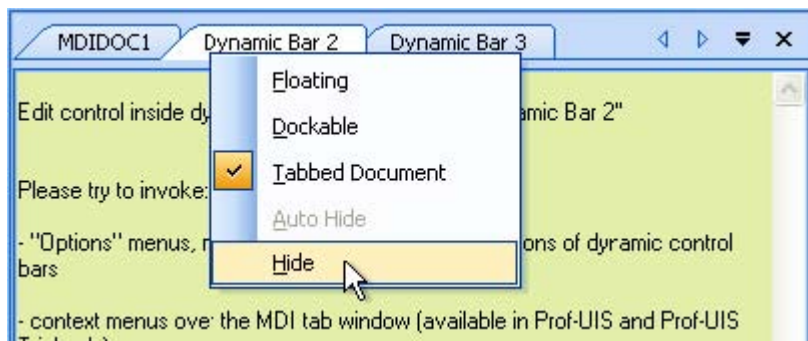 MDIDOC1 Dynamic Bar 2 Dynamic Bar 3
Floating
Edit control inside dy amic Bar 2"
Dockable
Tabbed Document
Please try to invoke:
Auto Hide
- "Options" menus, ons of dynamic control
bars
Hide
- context menus over the MDI tab window (available in Prof-UIS and Prof-UIS